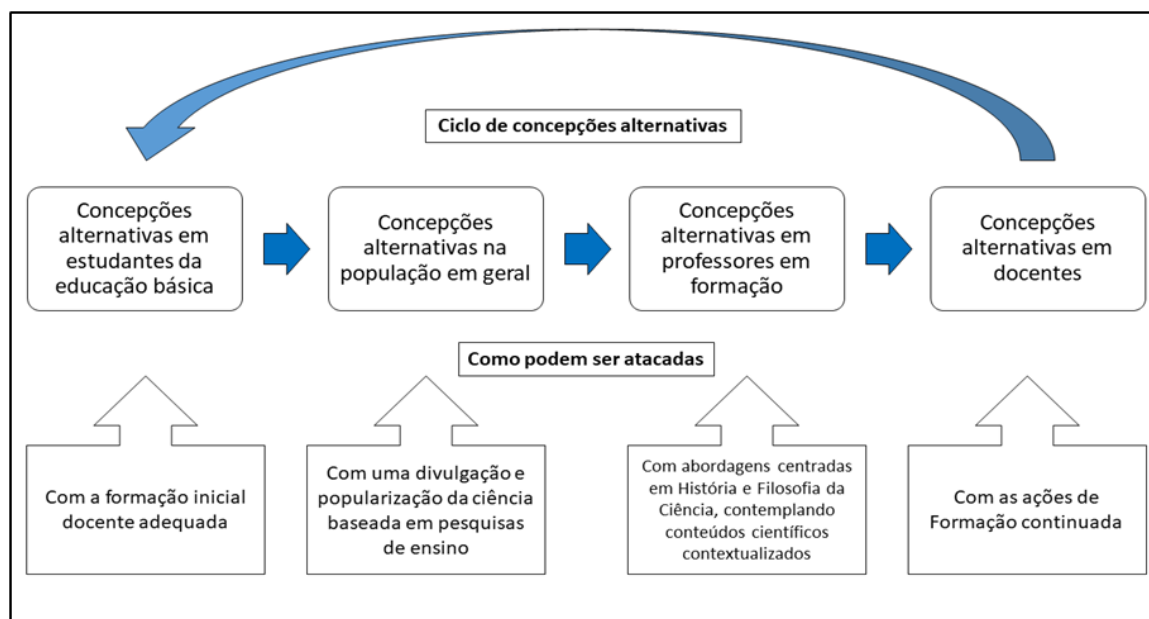 Ciclo de concepções alternativas
Concepções
alternativas em
estudantes da
educação básica
Concepções
alternativas na
população em geral
Concepções
alternativas em
professores em
formação
Concepções
alternativas em
docentes
Como podem ser atacadas
Com a formação inicial
docente adequada
Com uma divulgação e
popularização da ciência
baseada em pesquisas
de ensino
Com abordagens centradas
em História e Filosofia da
Ciência, contemplando
conteúdos científicos
contextualizados
Com as ações de
Formação continuada